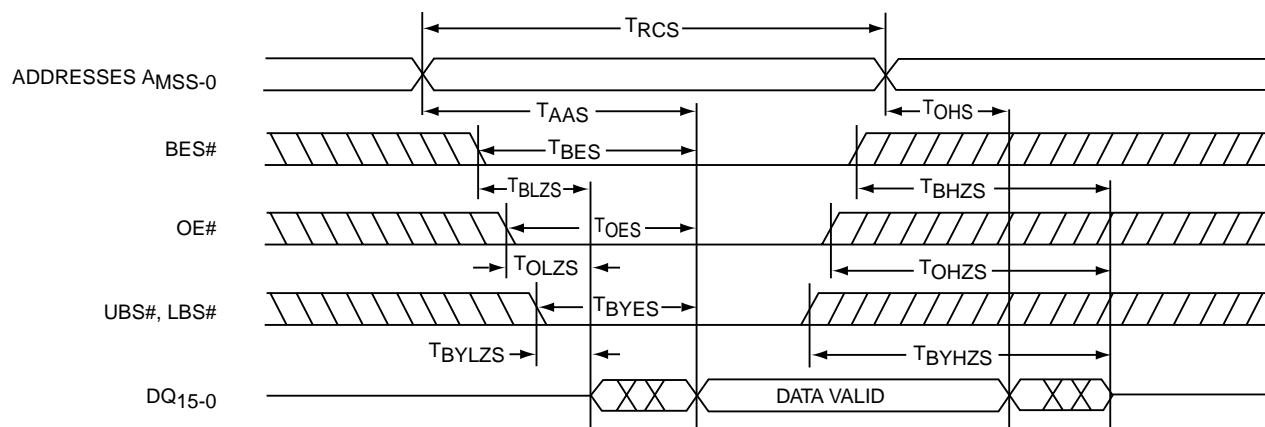 TRCS
ADDRESSES AMSS-0
TAAS
TOHS
BES#
TBES
TBLZS
TBHZS
OE#
TOES
TOLZS
TOHZS
UBS#, LBS#
TBYES
TBYLZS
TBYHZS
DQ15-0
DATA VALID